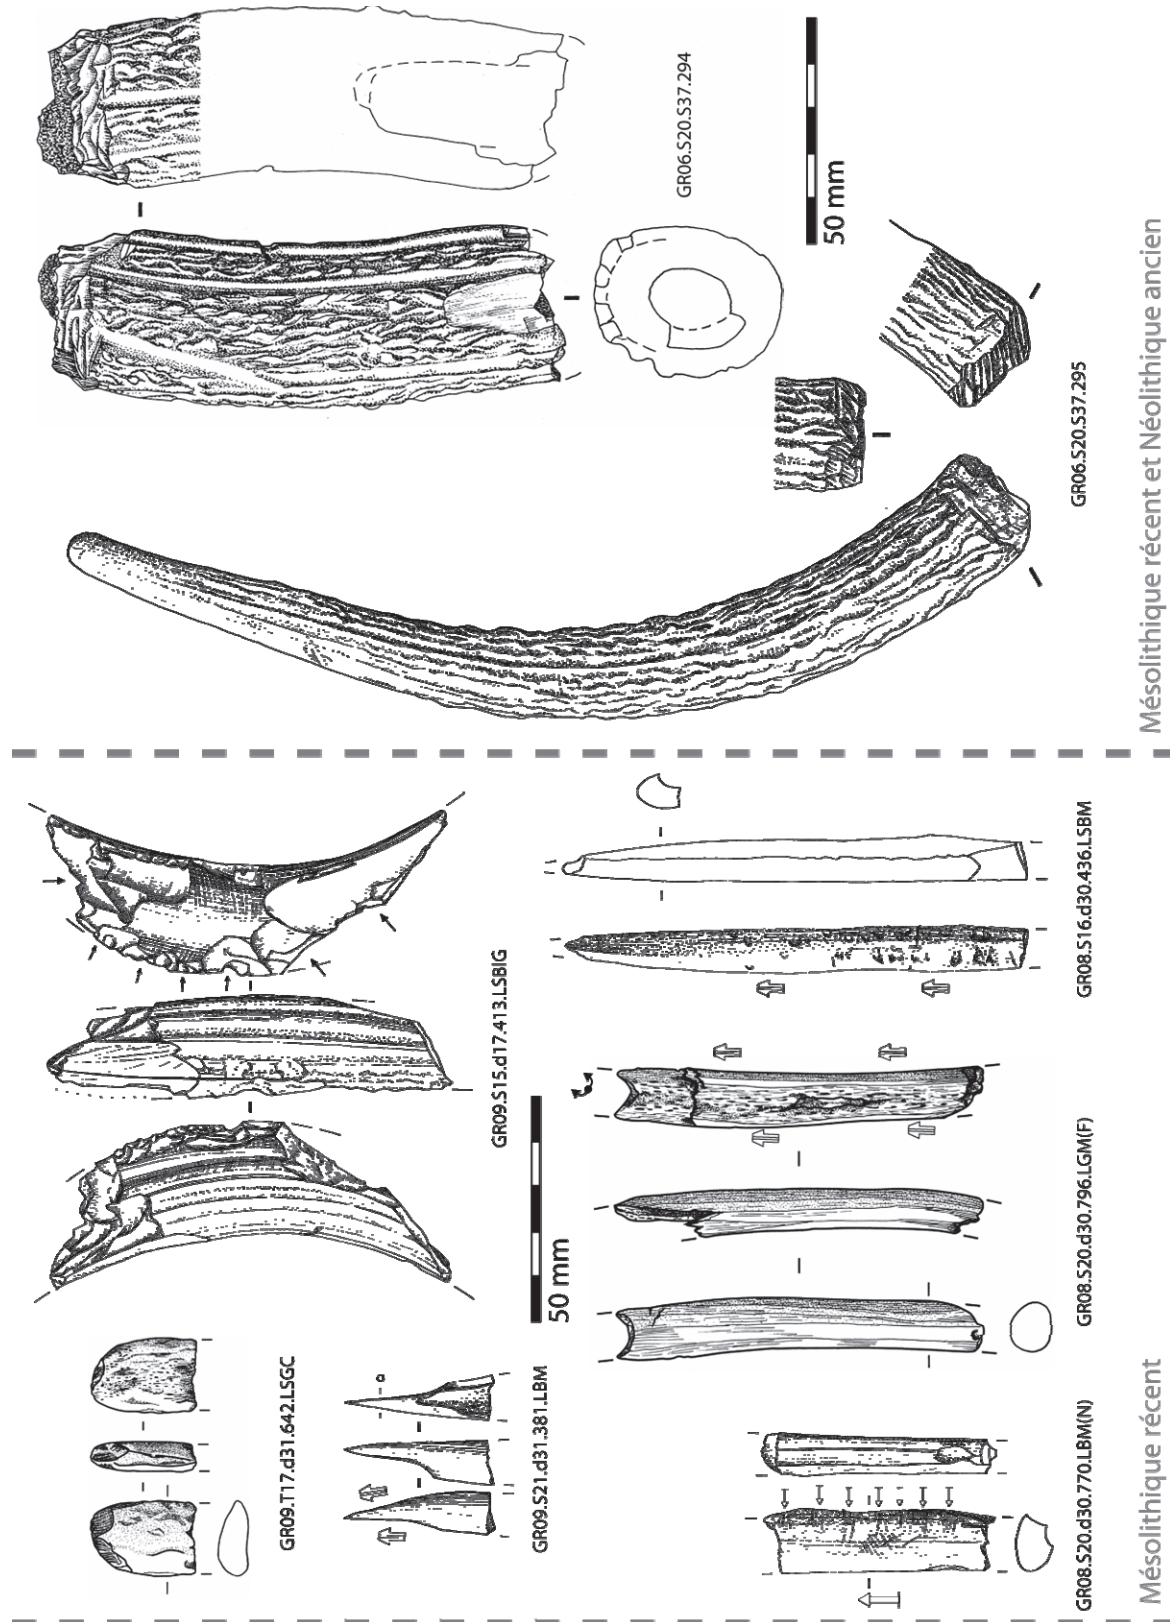 GR06.S20.S37.294
50 mm
GR06.S20.S37.295
Mésolithique récent et Néolithique ancien
GR09.S15.d17.413.LSBIG
50 mm
GR08.S16.d30.436.LSBM
GR08.S20.d30.796.LGM(F)
GR09.T17.d31.642.LSGC
GR09.S21.d31.381.LBM
GR08.S20.d30.770.LBM(N)
Mésolithique récent